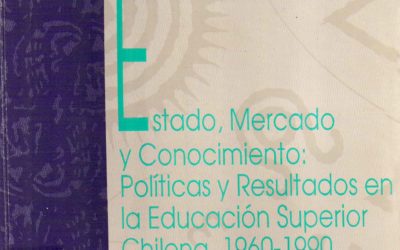 Estado, Mercado
y Conocimiento:
Políticas y Resultados en
la Educación Superior
Chilena, 1960-1990